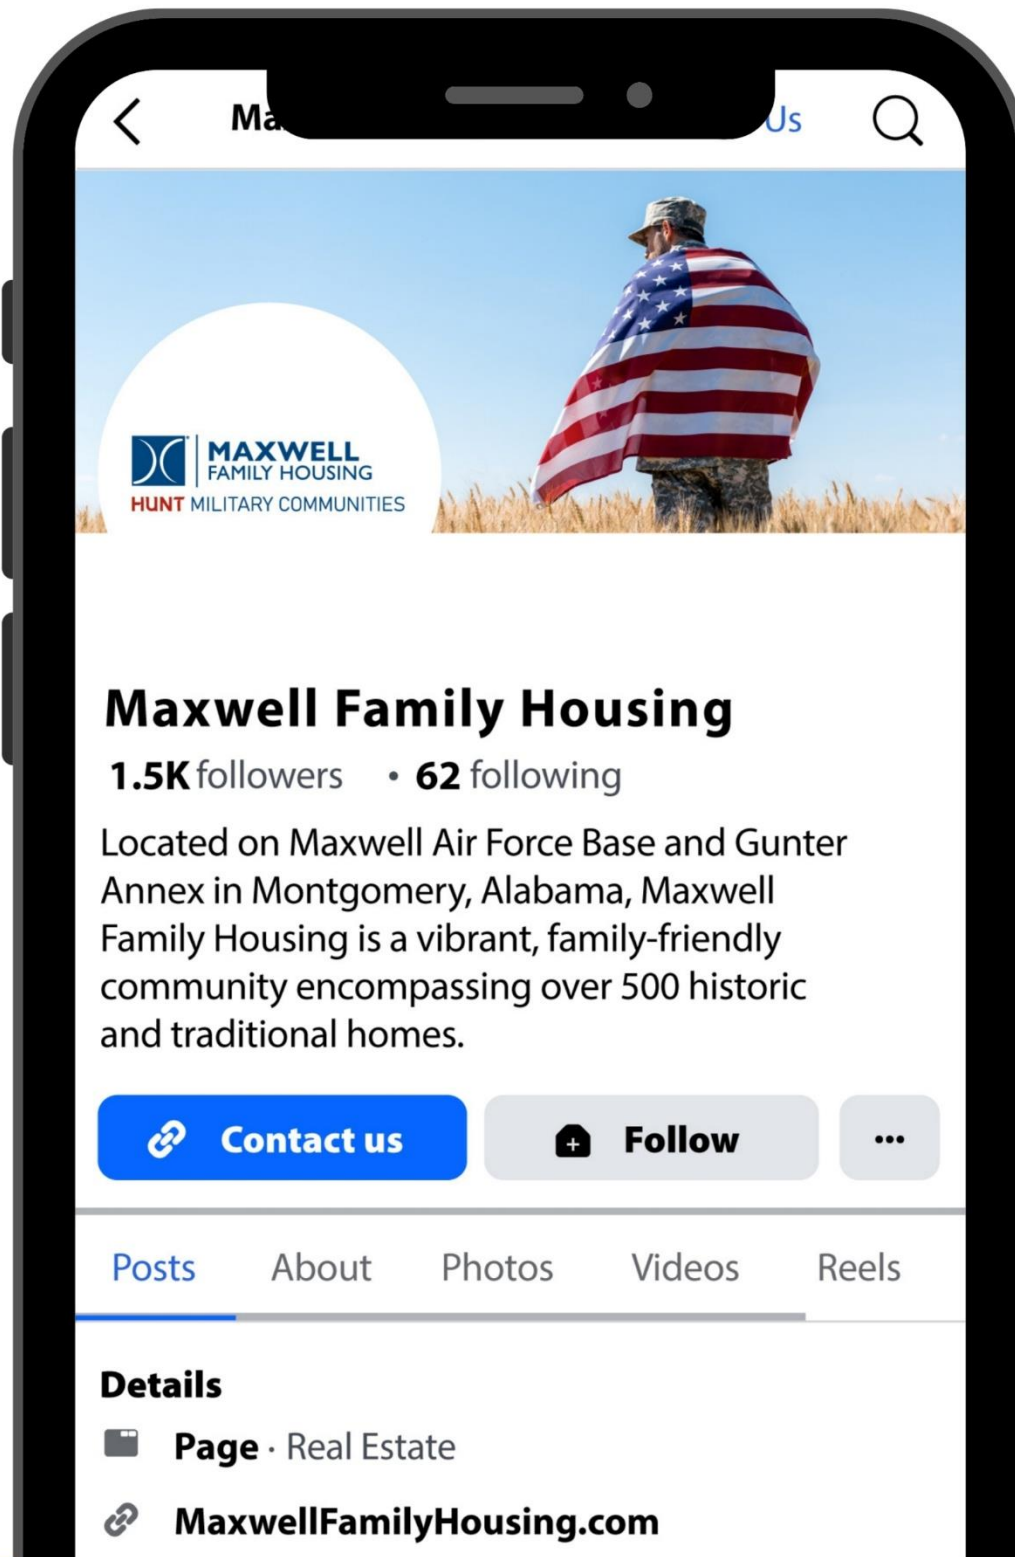 Us
MAXWELL
FAMILY HOUSING
HUNT MILITARY COMMUNITIES
Maxwell Family Housing
1.5K followers • 62 following
Located on Maxwell Air Force Base and Gunter
Annex in Montgomery, Alabama, Maxwell
Family Housing is a vibrant, family-friendly
community encompassing over 500 historic
and traditional homes.
Contact us Follow
Posts About Photos Videos Reels
Details
Page · Real Estate
MaxwellFamilyHousing.com